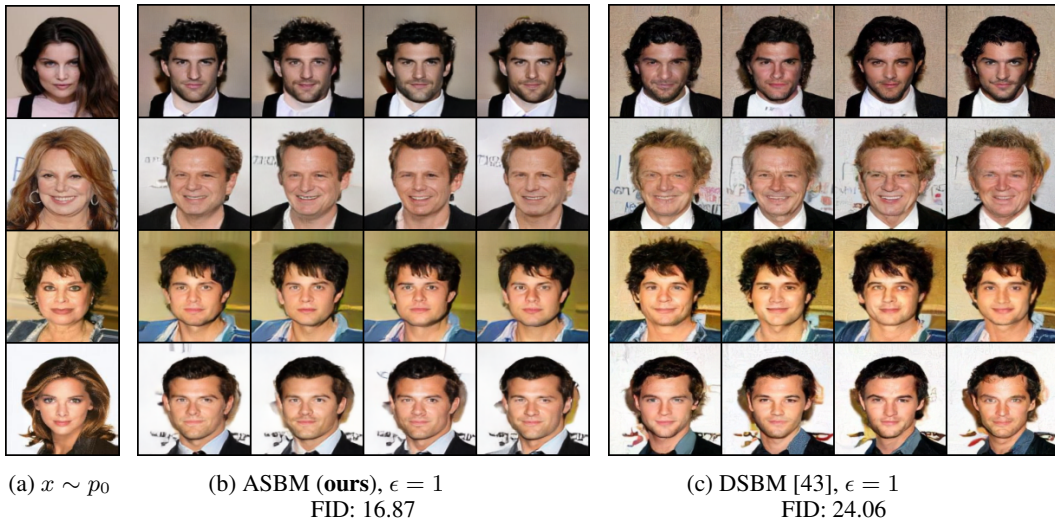 (a) x ∼ p₀
(b) ASBM (ours), ϵ = 1
FID: 16.87
(c) DSBM [43], ϵ = 1
FID: 24.06